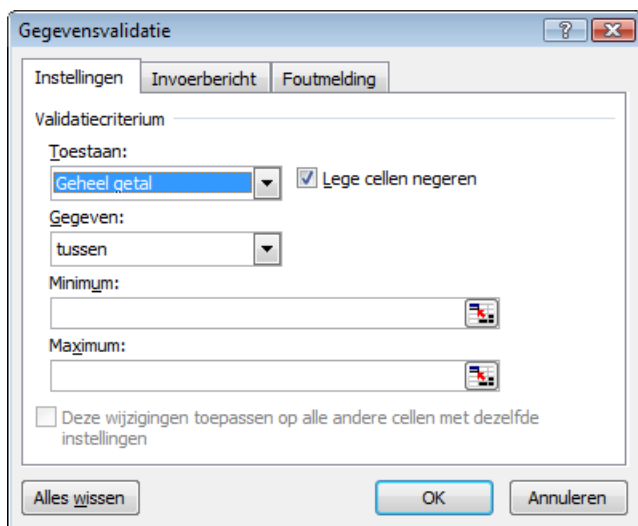 Gegevensvalidatie
Instellingen Invoerbericht Foutmelding
Validatiecriterium
Toestaan:
Geheel getal Lege cellen negeren
Gegeven:
tussen
Minimum:
Maximum:
Deze wijzigingen toepassen op alle andere cellen met dezelfde
instellingen
Alles wissen OK Annuleren